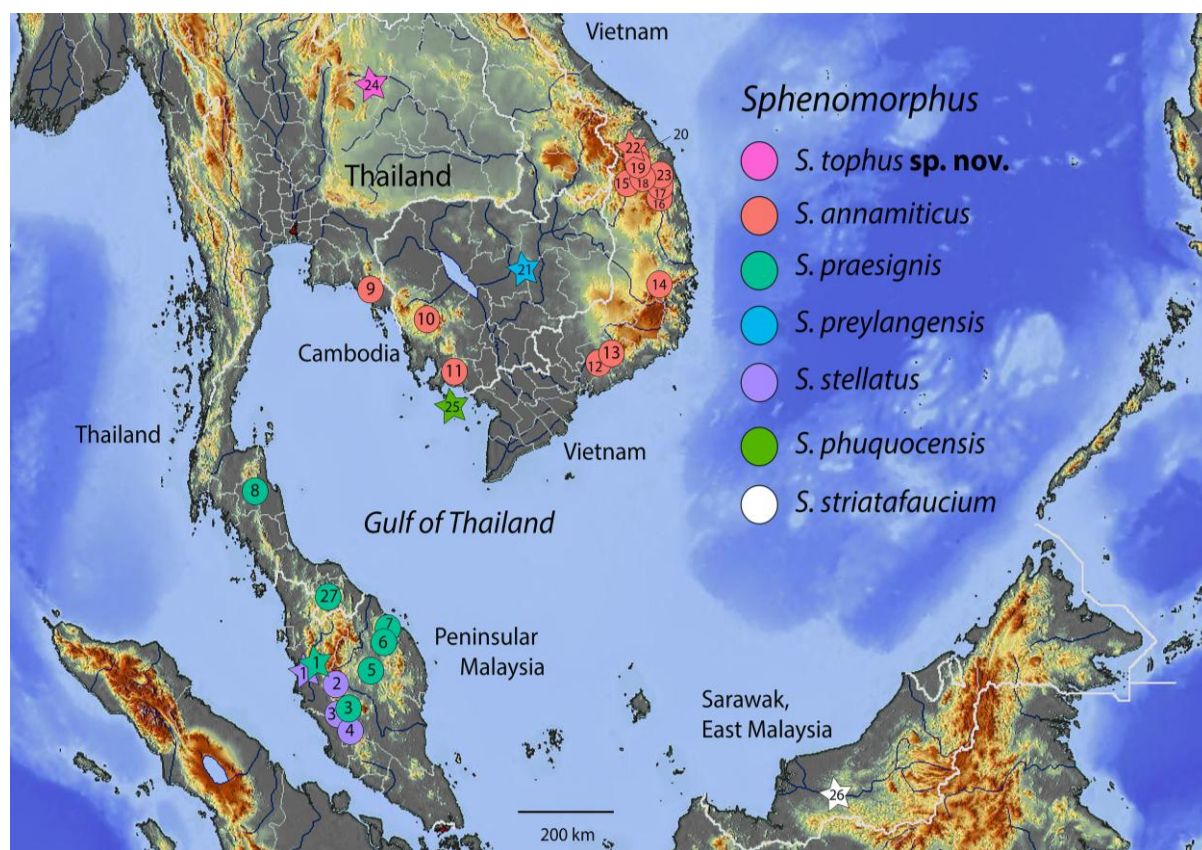 Vietnam
Sphenomorphus
S. tophus sp. nov.
S. annamiticus
S. praesignis
S. preylangensis
S. stellatus
S. phuquocensis
S. striatafaucium
24
Thailand
20
22
19
23
15
18
17
16
21
9
14
10
Cambodia
13
12
11
25
Thailand
Vietnam
8
Gulf of Thailand
27
7
6
Peninsular
Malaysia
1
5
1
2
3
3
4
Sarawak,
East Malaysia
26
200 km